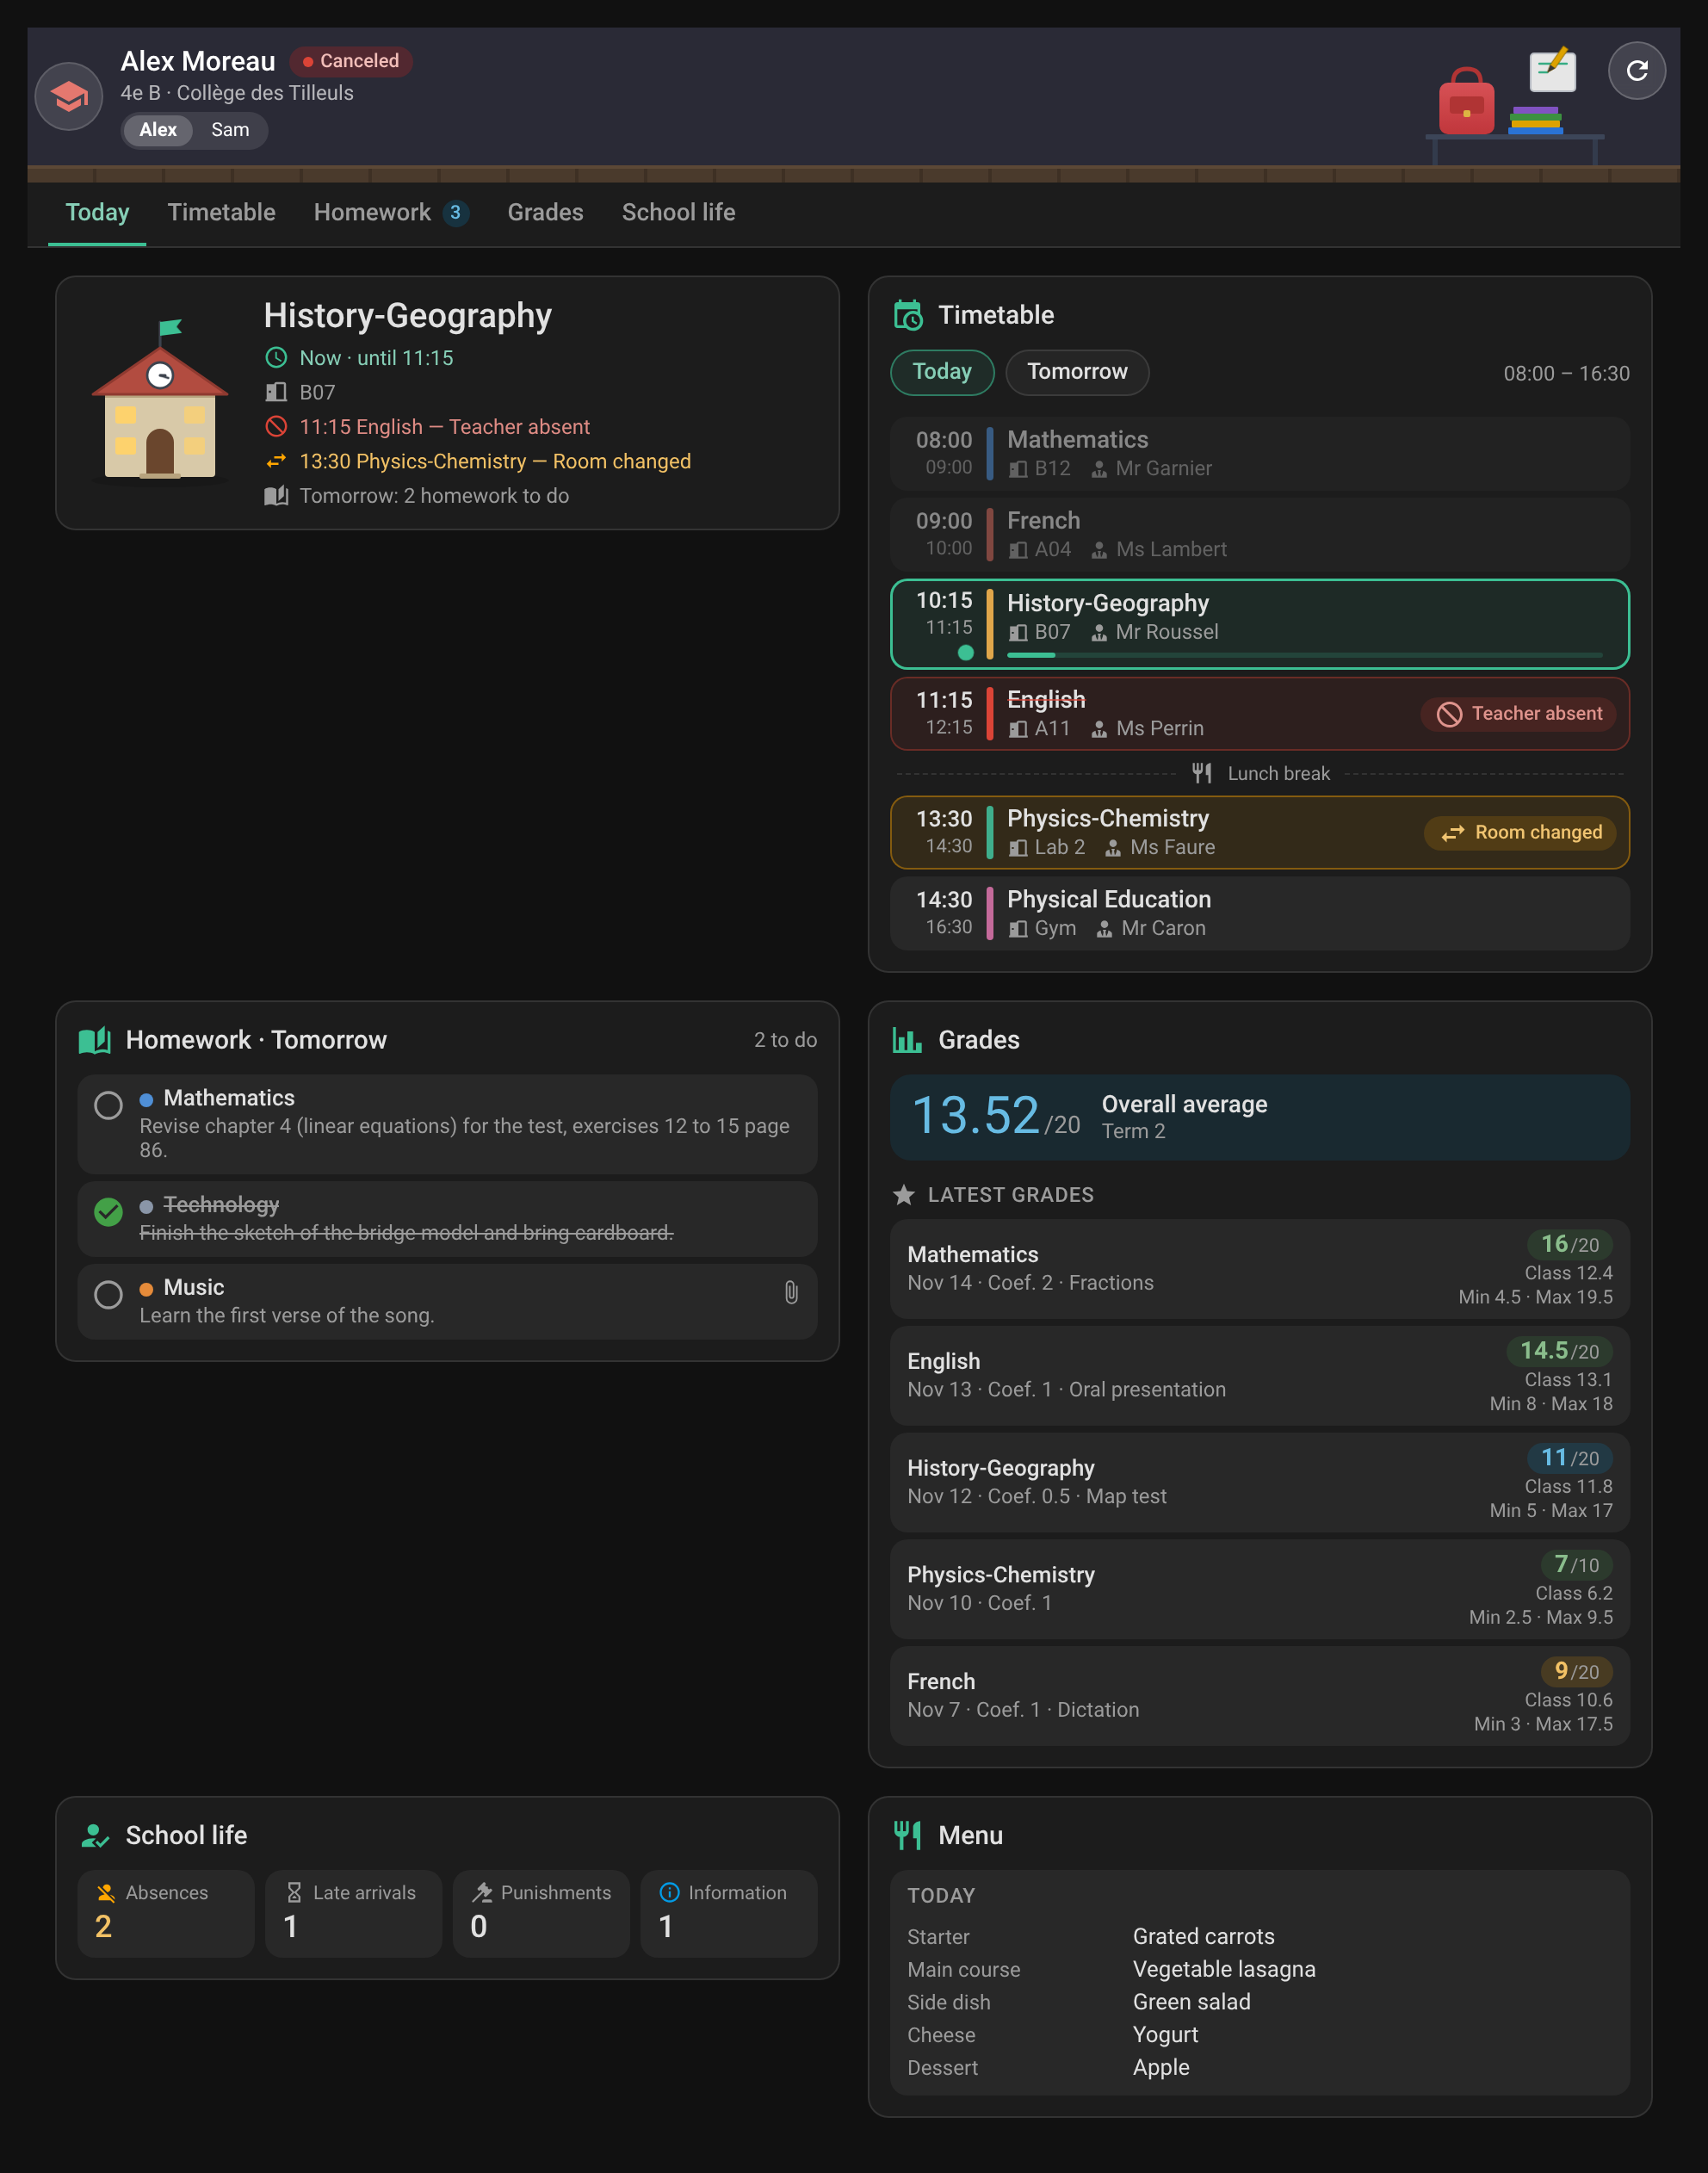 Alex Moreau Canceled
4e B · Collège des Tilleuls
Alex Sam
Today Timetable Homework 3 Grades School life
History-Geography
Now · until 11:15
B07
11:15 English — Teacher absent
13:30 Physics-Chemistry — Room changed
Tomorrow: 2 homework to do
Timetable
Today Tomorrow 08:00 – 16:30
08:00 Mathematics
09:00 B12 Mr Garnier
09:00 French
10:00 A04 Ms Lambert
10:15 History-Geography
11:15 B07 Mr Roussel
11:15 English Teacher absent
12:15 A11 Ms Perrin
Lunch break
13:30 Physics-Chemistry Room changed
14:30 Lab 2 Ms Faure
14:30 Physical Education
16:30 Gym Mr Caron
Homework · Tomorrow 2 to do
Mathematics
Revise chapter 4 (linear equations) for the test, exercises 12 to 15 page
86.
Technology
Finish the sketch of the bridge model and bring cardboard.
Music
Learn the first verse of the song.
Grades
13.52/20 Overall average
Term 2
LATEST GRADES
Mathematics 16/20
Nov 14 · Coef. 2 · Fractions Class 12.4
Min 4.5 · Max 19.5
English 14.5/20
Nov 13 · Coef. 1 · Oral presentation Class 13.1
Min 8 · Max 18
History-Geography 11/20
Nov 12 · Coef. 0.5 · Map test Class 11.8
Min 5 · Max 17
Physics-Chemistry 7/10
Nov 10 · Coef. 1 Class 6.2
Min 2.5 · Max 9.5
French 9/20
Nov 7 · Coef. 1 · Dictation Class 10.6
Min 3 · Max 17.5
School life
Absences Late arrivals Punishments Information
2 1 0 1
Menu
TODAY
Starter Grated carrots
Main course Vegetable lasagna
Side dish Green salad
Cheese Yogurt
Dessert Apple